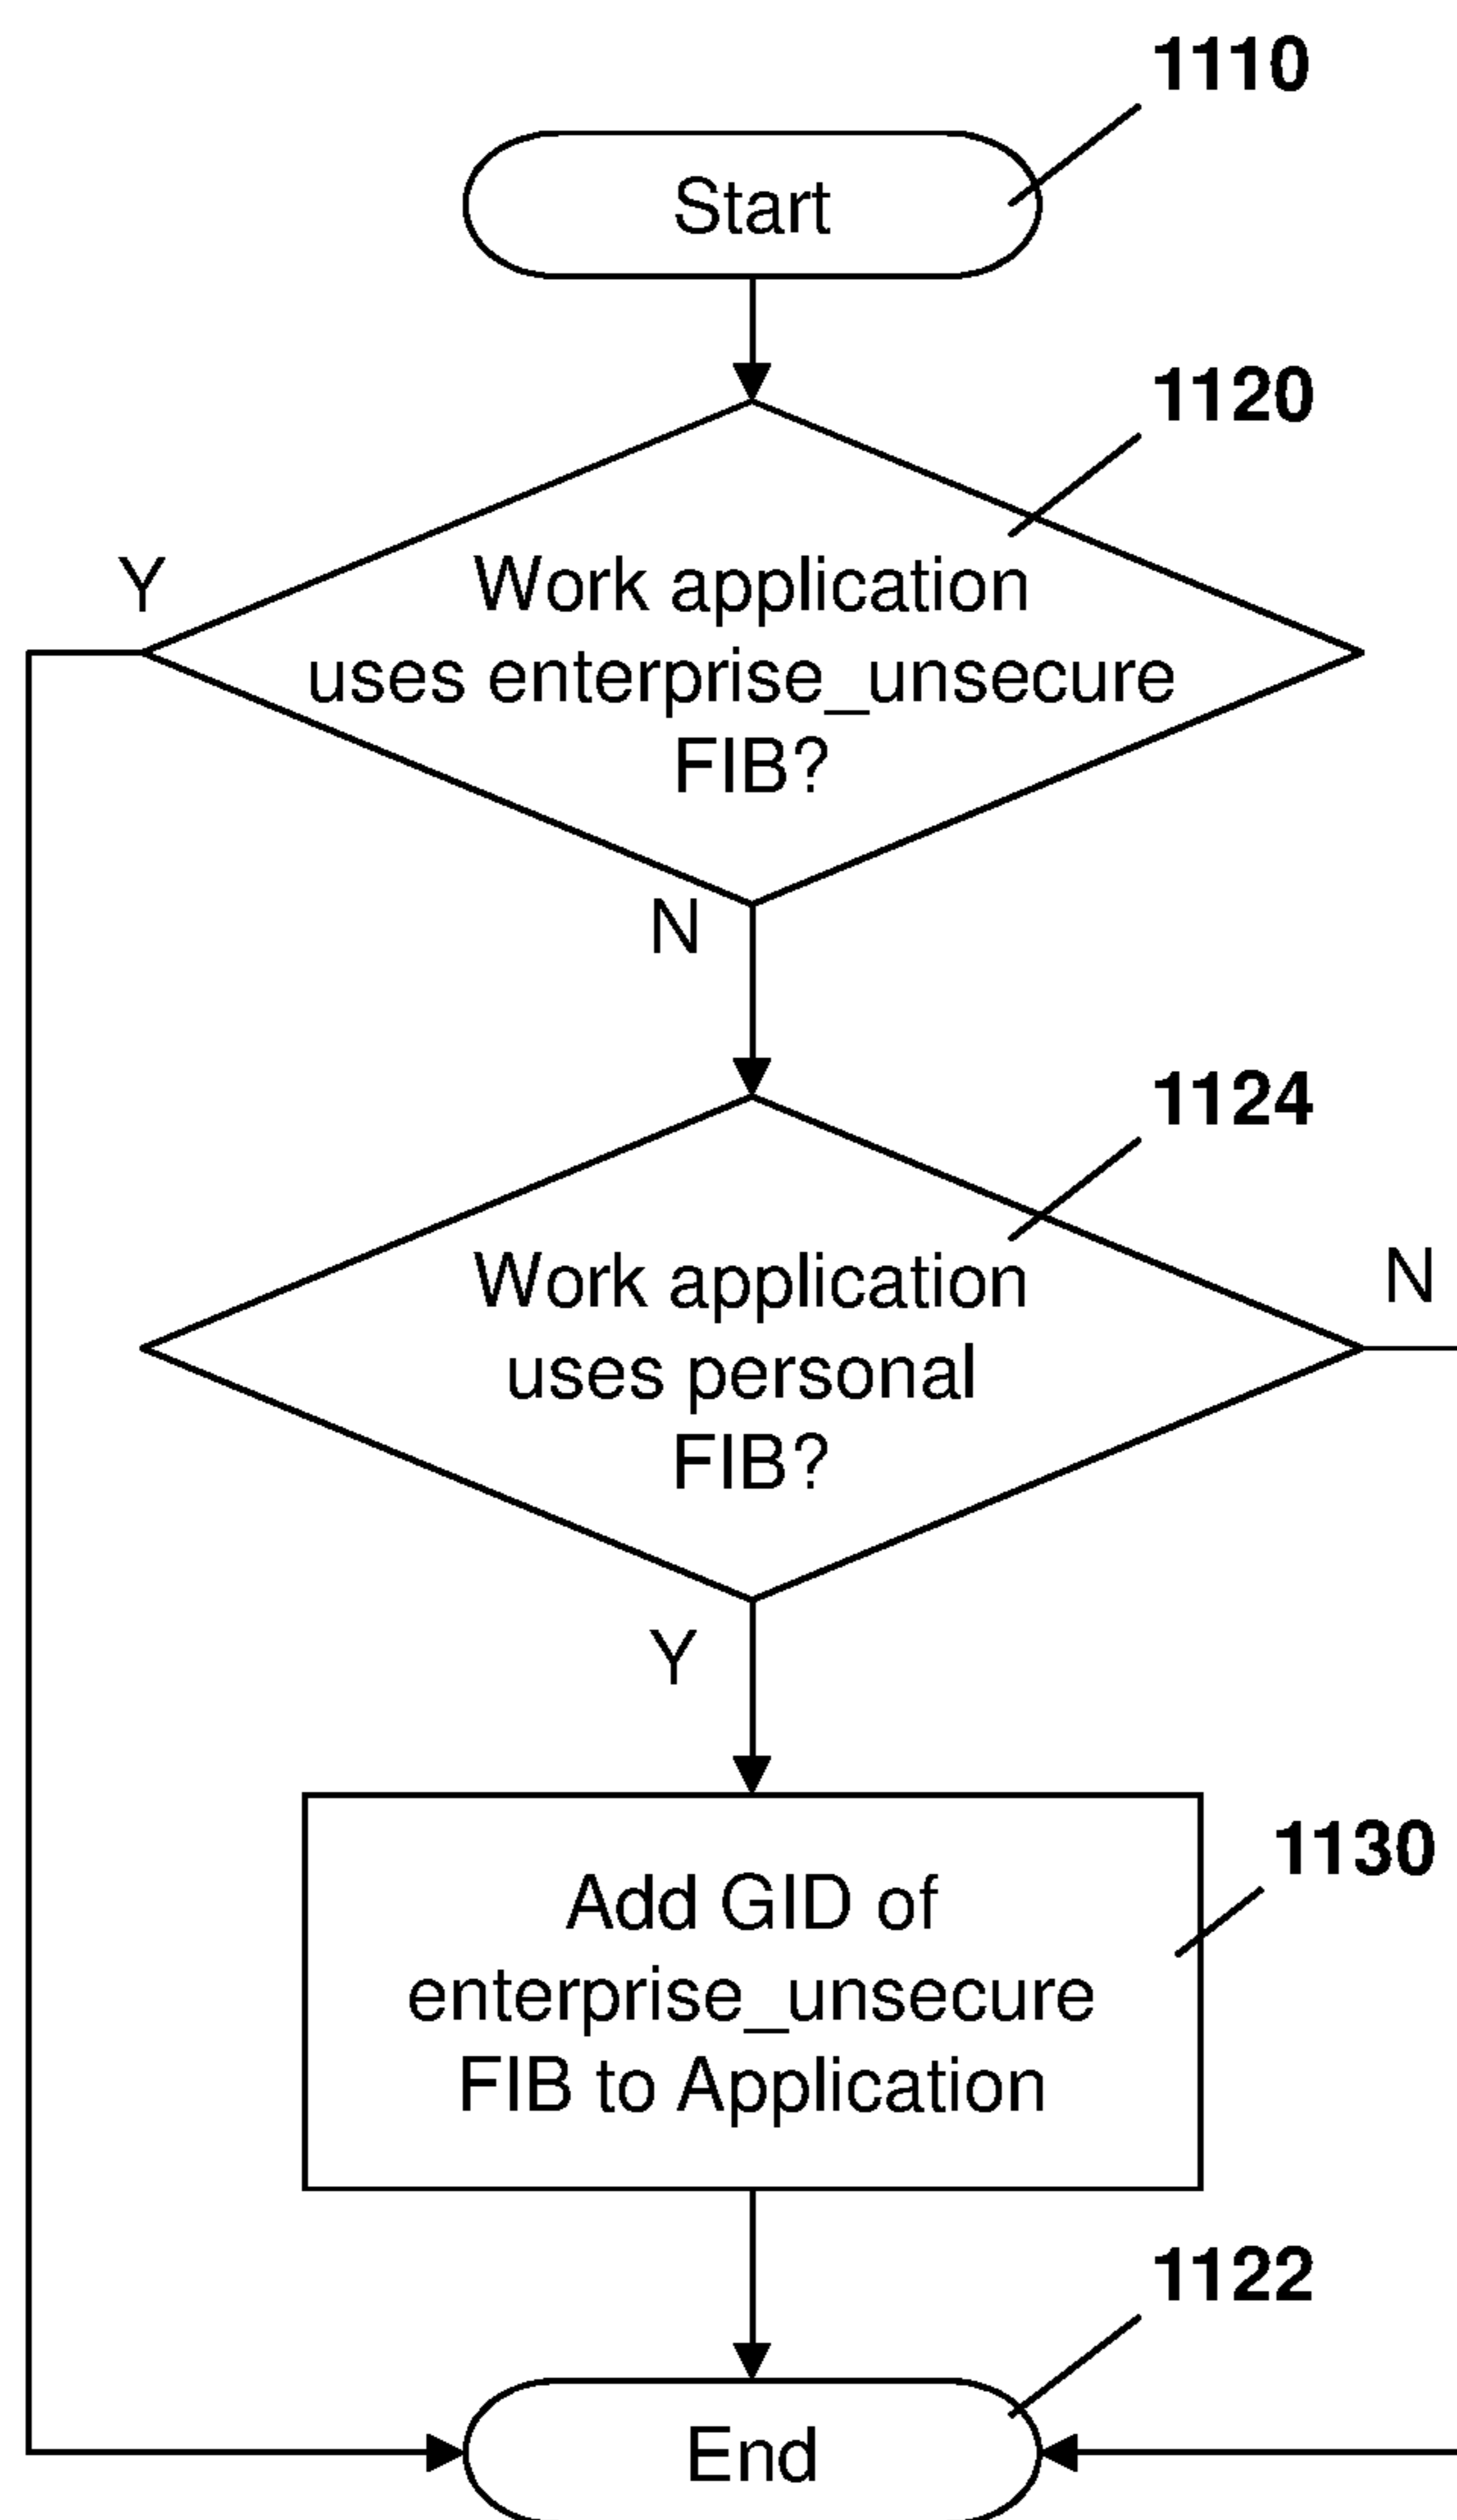 1110
Start
1120
Y
Work application
uses enterprise_unsecure
FIB?
N
1124
N
Work application
uses personal
FIB?
Y
1130
Add GID of
enterprise_unsecure
FIB to Application
1122
End